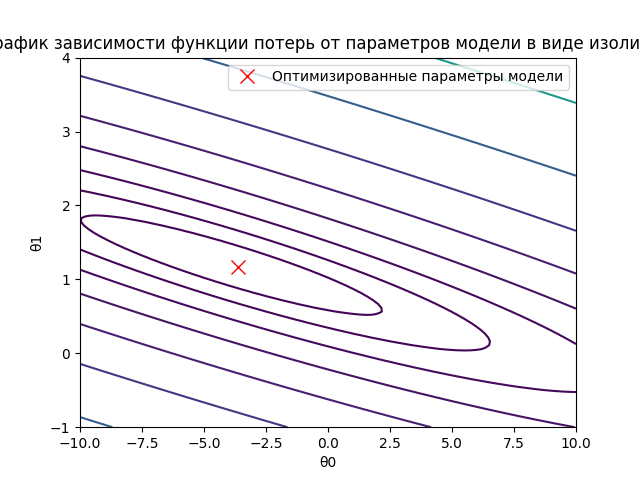 график зависимости функции потерь от параметров модели в виде изоли
Оптимизированные параметры модели
4
3
2
1
0
−1
θ1
−10.0 −7.5 −5.0 −2.5 0.0 2.5 5.0 7.5 10.0
θ0